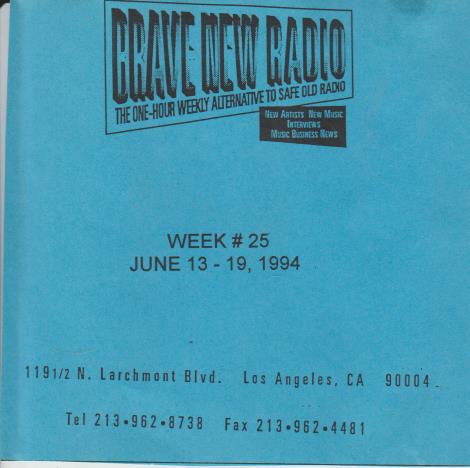 BRAVE NEW RADIO
THE ONE-HOUR WEEKLY ALTERNATIVE TO SAFE OLD RADIO
NEW ARTISTS NEW MUSIC
INTERVIEWS
MUSIC BUSINESS NEWS
WEEK # 25
JUNE 13 - 19, 1994
119 1/2 N. Larchmont Blvd. Los Angeles, CA 90004
Tel 213•962•8738 Fax 213•962•4481